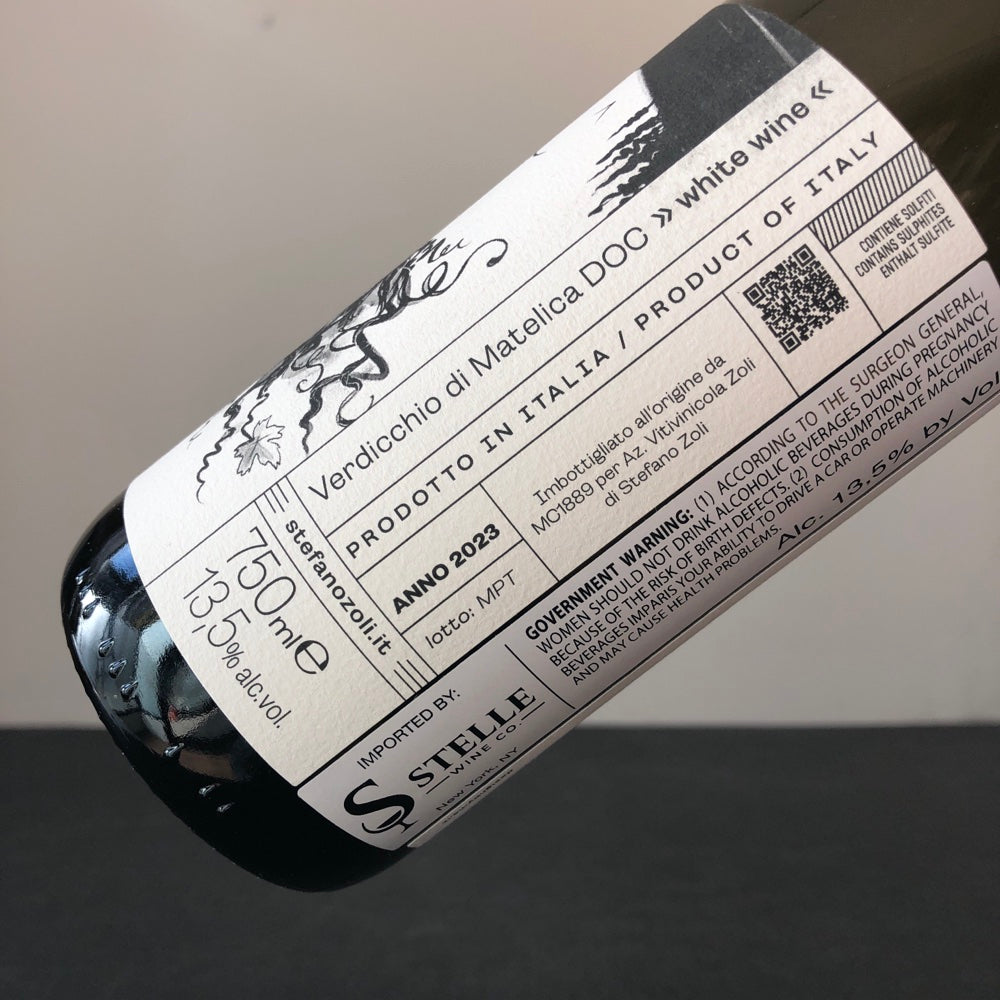 Verdicchio di Matelica DOC » white wine «
PRODOTTO IN ITALIA / PRODUCT OF ITALY
ANNO 2023
lotto: MPT
Imbottigliato all'origine da
MC1889 per Az. Vitivinicola Zoli
di Stefano Zoli
CONTIENE SOLFITI
CONTAINS SULPHITES
ENTHALT SULFITE
stefanozoli.it
750 ml e
13,5% alc.vol.
GOVERNMENT WARNING: (1) ACCORDING TO THE SURGEON GENERAL,
WOMEN SHOULD NOT DRINK ALCOHOLIC BEVERAGES DURING PREGNANCY
BECAUSE OF THE RISK OF BIRTH DEFECTS. (2) CONSUMPTION OF ALCOHOLIC
BEVERAGES IMPARIS YOUR ABILITY TO DRIVE A CAR OR OPERATE MACHINERY
AND MAY CAUSE HEALTH PROBLEMS.
Alc. 13,5% by Vol
IMPORTED BY:
STELLE
WINE CO.
New York, NY